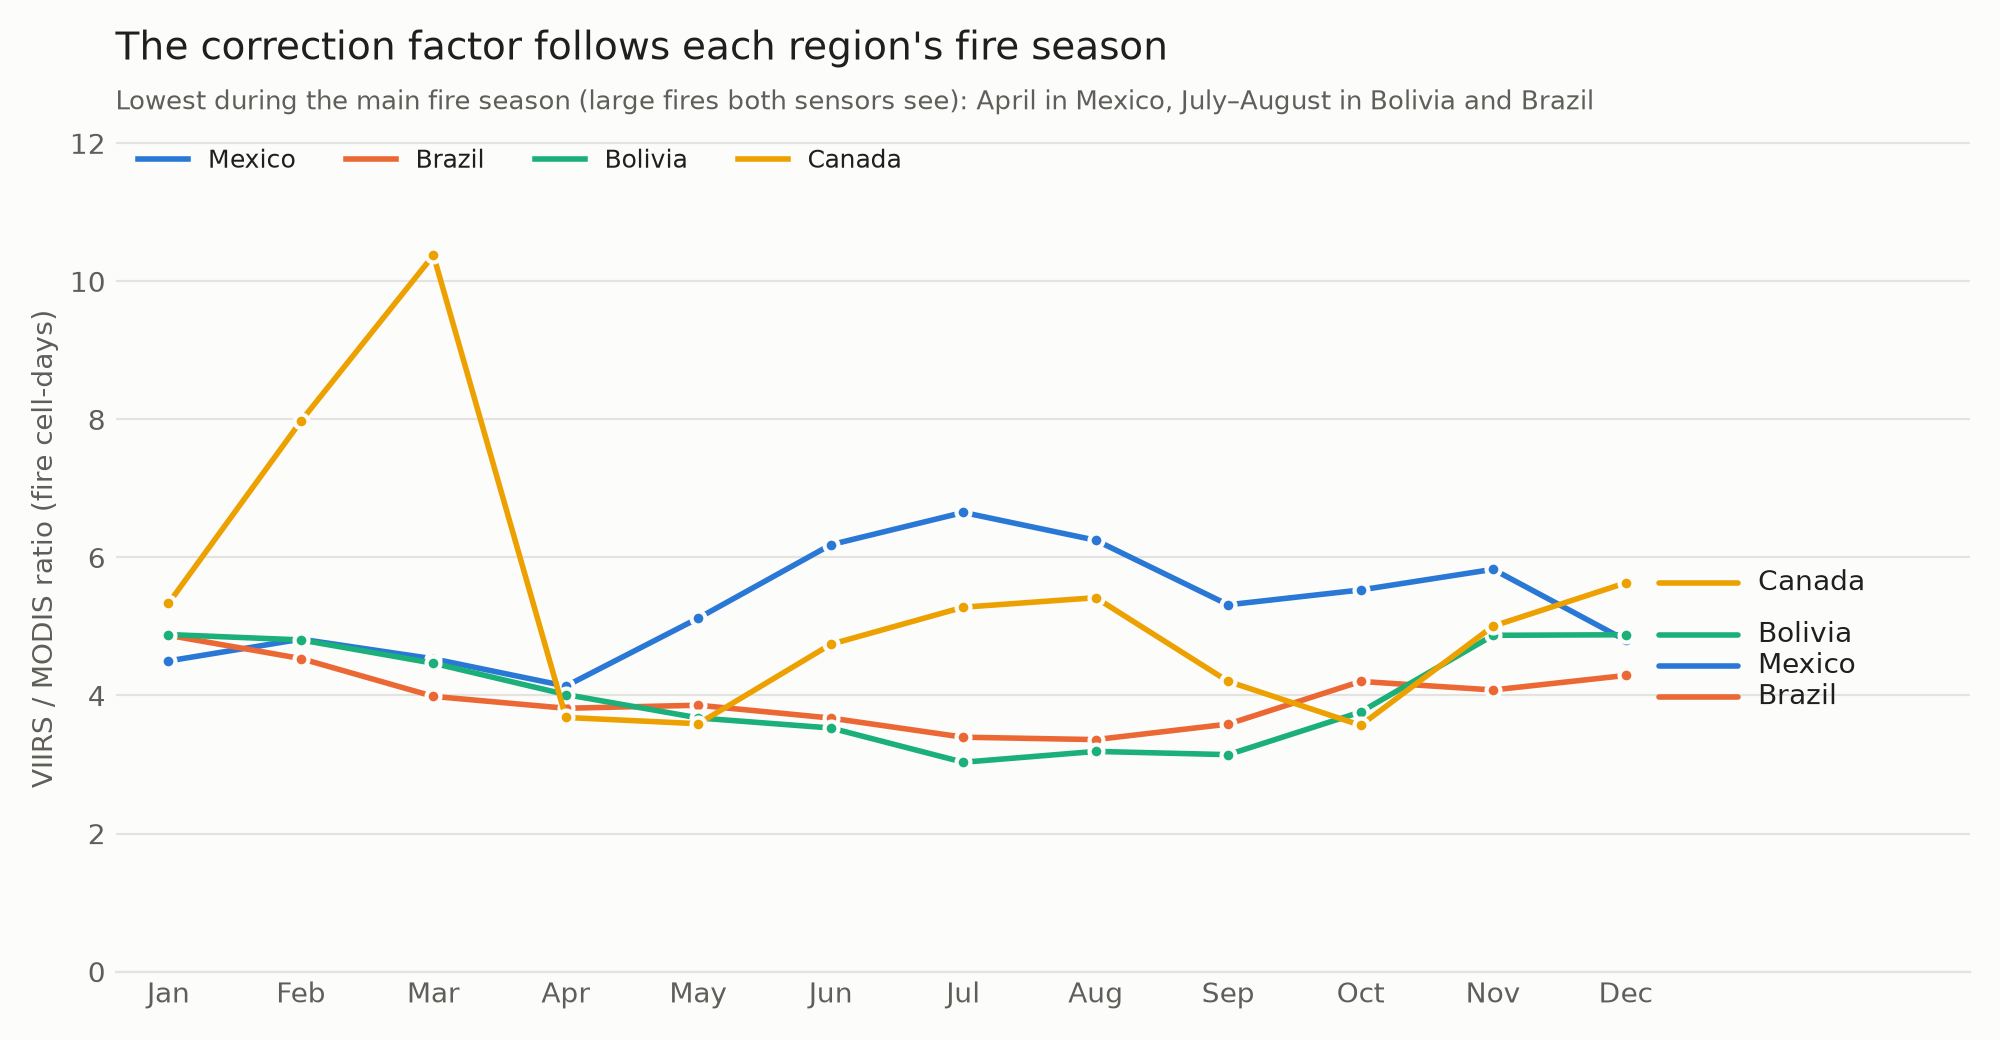 The correction factor follows each region's fire season
Lowest during the main fire season (large fires both sensors see): April in Mexico, July–August in Bolivia and Brazil
Mexico Brazil Bolivia Canada
VIIRS / MODIS ratio (fire cell-days)
12
10
8
6
4
2
0
Canada
Bolivia
Mexico
Brazil
Jan Feb Mar Apr May Jun Jul Aug Sep Oct Nov Dec